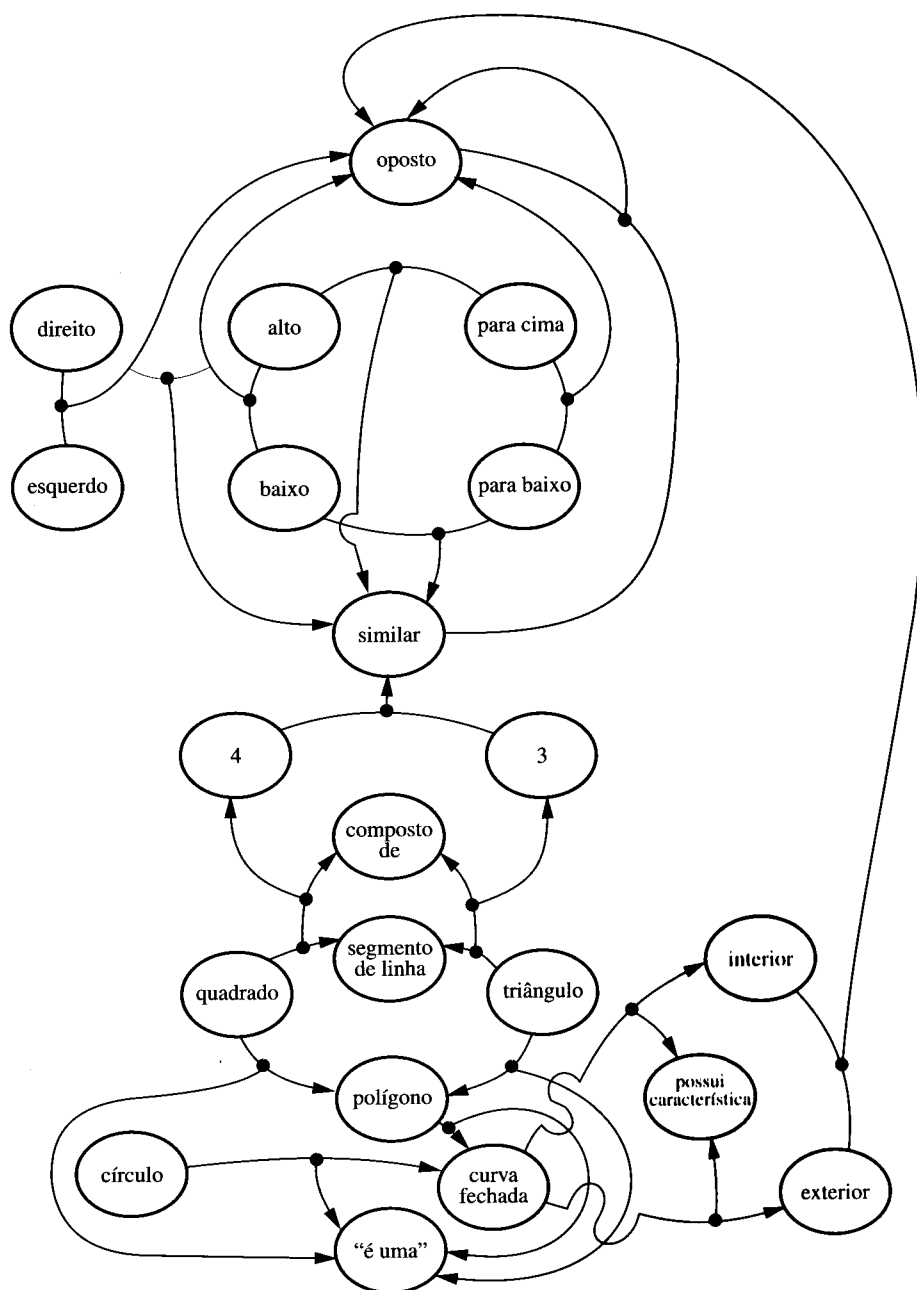 oposto
direito
alto
para cima
esquerdo
baixo
para baixo
similar
4
3
composto
de
segmento
de linha
interior
quadrado
triângulo
polígono
possui
característica
círculo
curva
fechada
exterior
“é uma”